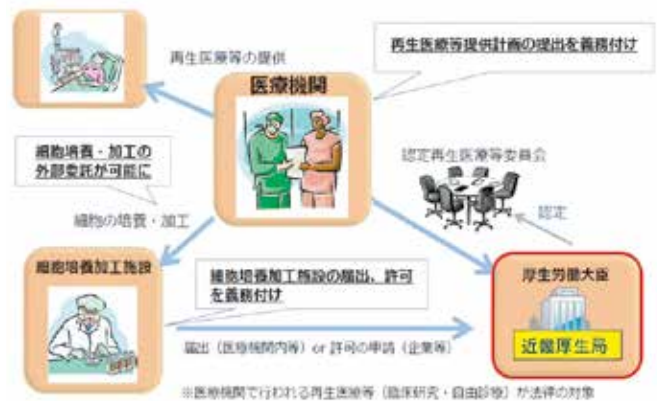 再生医療等提供計画の提出を義務付け
再生医療等の提供
医療機関
細胞培養・加工の
外部委託が可能に
認定再生医療等委員会
認定
細胞の培養・加工
細胞培養加工施設
細胞培養加工施設の届出、許可
を義務付け
厚生労働大臣
近畿厚生局
届出（医療機関内等）or 許可の申請（企業等）
※医療機関で行われる再生医療等（臨床研究・自由診療）が法律の対象